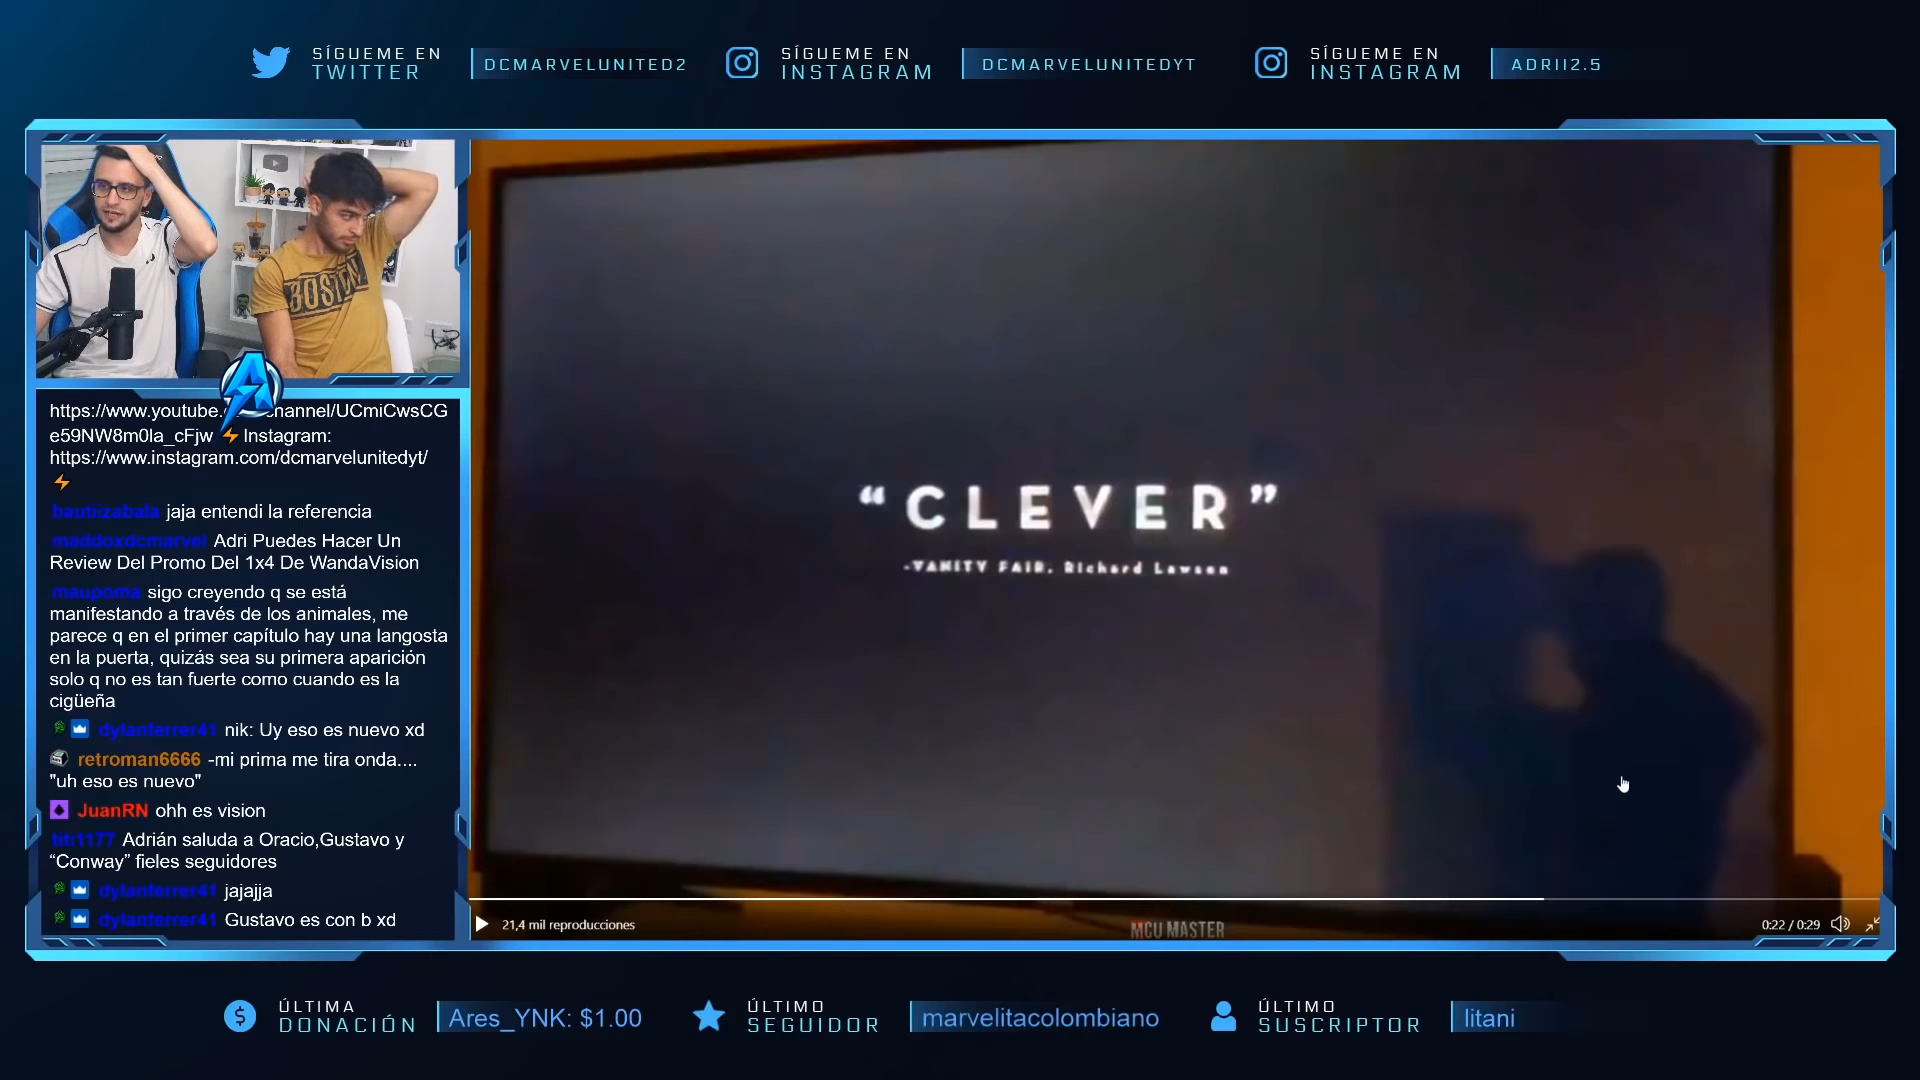 SÍGUEME EN
TWITTER
DCMARVELUNITED2
SÍGUEME EN
INSTAGRAM
DCMARVELUNITEDYT
SÍGUEME EN
INSTAGRAM
ADRII2.5
BOSTON
https://www.youtube. channel/UCmiCwsCG
e59NW8m0la_cFjw ⚡Instagram:
https://www.instagram.com/dcmarvelunitedyt/
⚡
bautiizabala jaja entendi la referencia
maddoxdcmarvel Adri Puedes Hacer Un
Review Del Promo Del 1x4 De WandaVision
maupoma sigo creyendo q se está
manifestando a través de los animales, me
parece q en el primer capítulo hay una langosta
en la puerta, quizás sea su primera aparición
solo q no es tan fuerte como cuando es la
cigüeña
dylanferrer41 nik: Uy eso es nuevo xd
retroman6666 -mi prima me tira onda....
"uh eso es nuevo"
JuanRN ohh es vision
titi1177 Adrián saluda a Oracio,Gustavo y
“Conway” fieles seguidores
dylanferrer41 jajajja
dylanferrer41 Gustavo es con b xd
“CLEVER”
-VANITY FAIR, Richard Lawson
21,4 mil reproducciones
MCU MASTER
0:22 / 0:29
ÚLTIMA
DONACIÓN
Ares_YNK: $1.00
ÚLTIMO
SEGUIDOR
marvelitacolombiano
ÚLTIMO
SUSCRIPTOR
litani